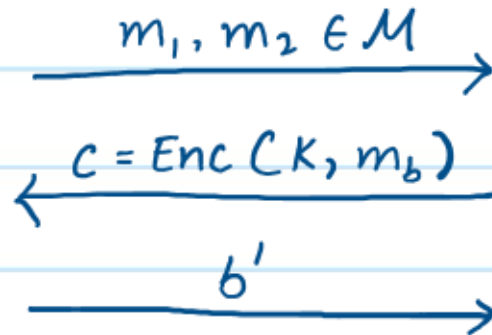 m₁, m₂ ∈ M
C = Enc (K, m_b)
b'